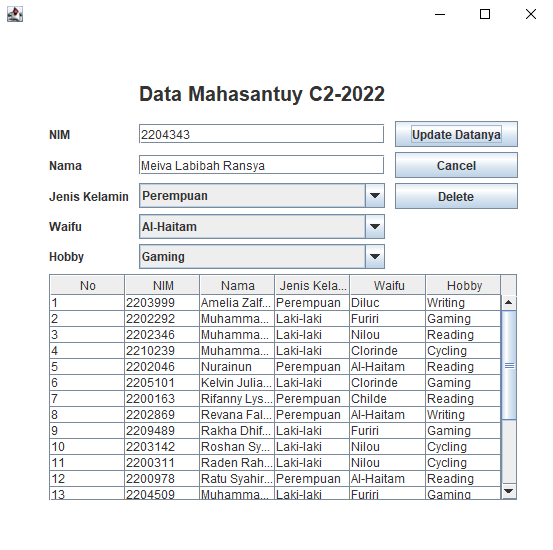 Data Mahasantuy C2-2022
NIM 2204343 Update Datanya
Nama Meiva Labibah Ransya Cancel
Jenis Kelamin Perempuan Delete
Waifu Al-Haitam
Hobby Gaming
No NIM Nama Jenis Kela... Waifu Hobby
1 2203999 Amelia Zalf... Perempuan Diluc Writing
2 2202292 Muhamma... Laki-laki Furiri Gaming
3 2202346 Muhamma... Laki-laki Nilou Reading
4 2210239 Muhamma... Laki-laki Clorinde Cycling
5 2202046 Nurainun Perempuan Al-Haitam Reading
6 2205101 Kelvin Julia... Laki-laki Clorinde Gaming
7 2200163 Rifanny Lys... Perempuan Childe Reading
8 2202869 Revana Fal... Perempuan Al-Haitam Writing
9 2209489 Rakha Dhif... Laki-laki Furiri Gaming
10 2203142 Roshan Sy... Laki-laki Nilou Cycling
11 2200311 Raden Rah... Laki-laki Nilou Cycling
12 2200978 Ratu Syahir... Perempuan Al-Haitam Reading
13 2204509 Muhamma... Laki-laki Furiri Gaming